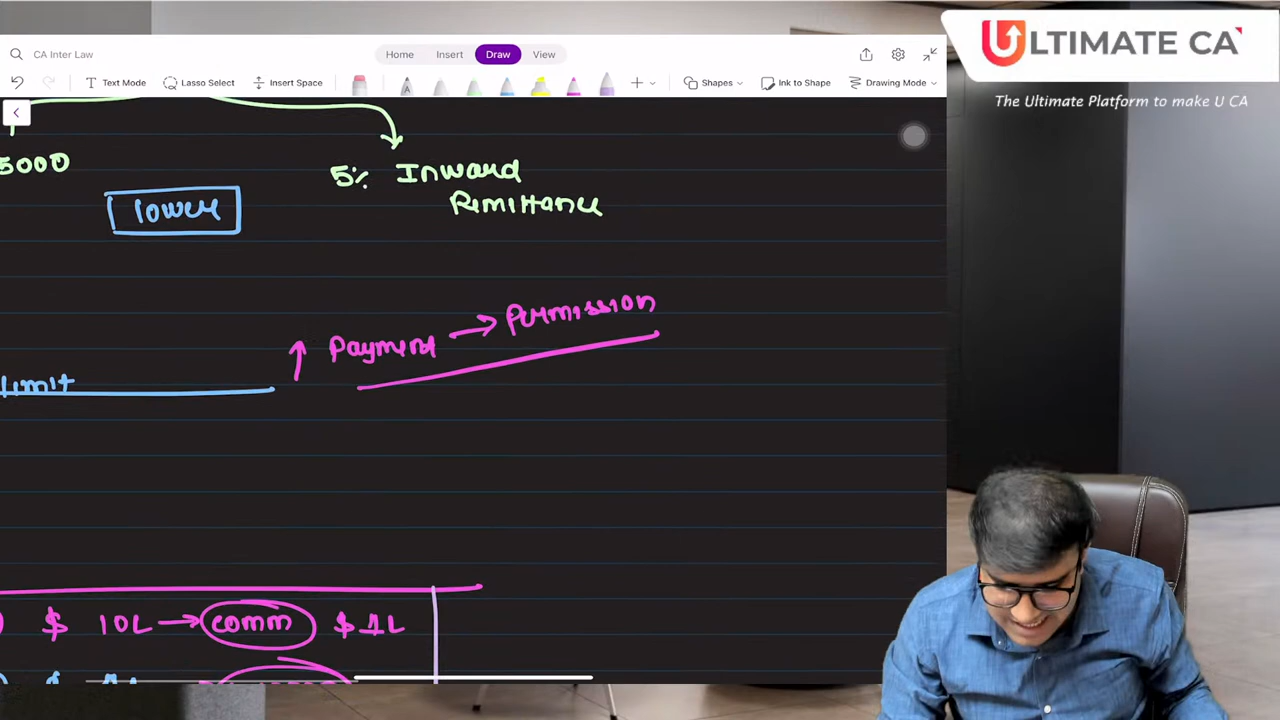 ULTIMATE CA
The Ultimate Platform to make U CA
CA Inter Law
Home Insert Draw View
Text Mode Lasso Select Insert Space Shapes Ink to Shape Drawing Mode
5000
5% Inward
Remittance
lower
Payment → Permission
limit
$ 10L → comm $ 1L
$